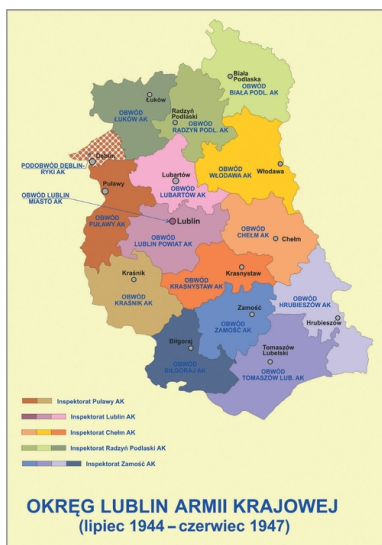 Biała
Podlaska
OBWÓD
BIAŁA PODL. AK
Łuków
OBWÓD
ŁUKÓW AK
Radzyń
Podlaski
OBWÓD
RADZYN PODL. AK
Dęblin
PODOBWÓD DĘBLIN-
RYKI AK
OBWÓD
WŁODAWA AK
Włodawa
Lubartów
OBWÓD
LUBARTÓW AK
Puławy
OBWÓD LUBLIN
MIASTO AK
OBWÓD
PUŁAWY AK
Lublin
OBWÓD
LUBLIN POWIAT AK
OBWÓD
CHEŁM AK
Chełm
Kraśnik
OBWÓD
KRAŚNIK AK
Krasnystaw
OBWÓD
KRASNYSTAW AK
OBWÓD
HRUBIESZÓW AK
Hrubieszów
Zamość
OBWÓD
ZAMOŚĆ AK
Biłgoraj
OBWÓD
BIŁGORAJ AK
Tomaszów
Lubelski
OBWÓD
TOMASZÓW LUB. AK
Inspektorat Puławy AK
Inspektorat Lublin AK
Inspektorat Chełm AK
Inspektorat Radzyń Podlaski AK
Inspektorat Zamość AK
OKRĘG LUBLIN ARMII KRAJOWEJ
(lipiec 1944 – czerwiec 1947)